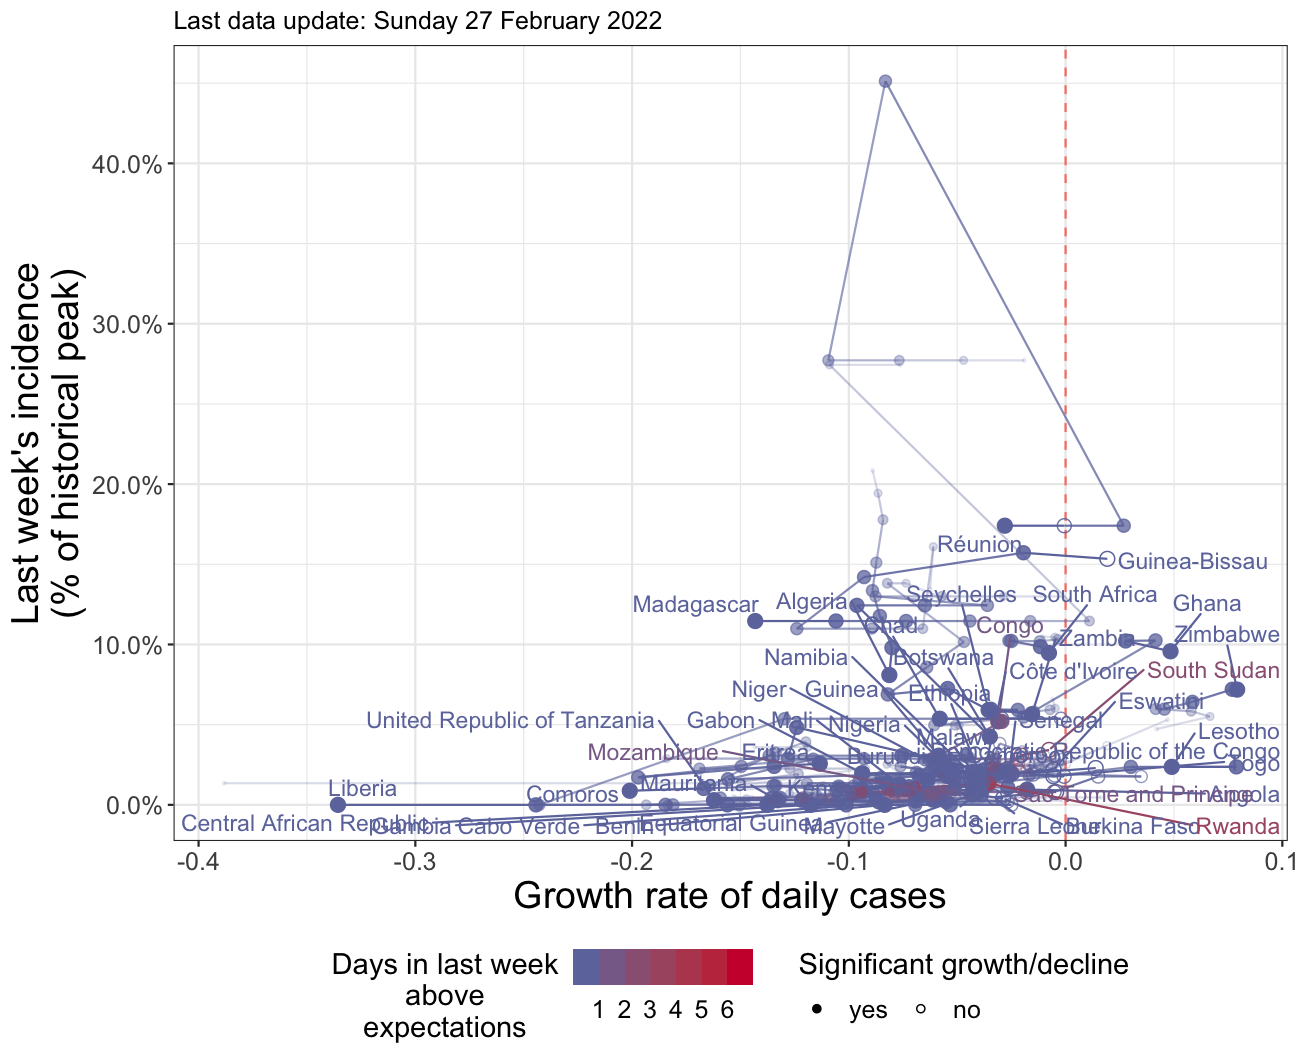 Last data update: Sunday 27 February 2022
Last week's incidence
(% of historical peak)
40.0%
30.0%
20.0%
10.0%
0.0%
Réunion
Guinea-Bissau
Madagascar
Algeria
Seychelles
South Africa
Ghana
Chad
Congo
Zambia
Zimbabwe
Namibia
Botswana
Côte d'Ivoire
South Sudan
Niger
Guinea
Ethiopia
Eswatini
United Republic of Tanzania
Gabon
Mali
Nigeria
Senegal
Lesotho
Malawi
Mozambique
Eritrea
Burundi
Democratic Republic of the Congo
Togo
Liberia
Comoros
Mauritania
Sao Tome and Principe
Angola
Central African Republic
Gambia
Cabo Verde
Benin
Equatorial Guinea
Mayotte
Uganda
Sierra Leone
Burkina Faso
Rwanda
-0.4
-0.3
-0.2
-0.1
0.0
0.1
Growth rate of daily cases
Days in last week
above
expectations
1 2 3 4 5 6
Significant growth/decline
yes
no